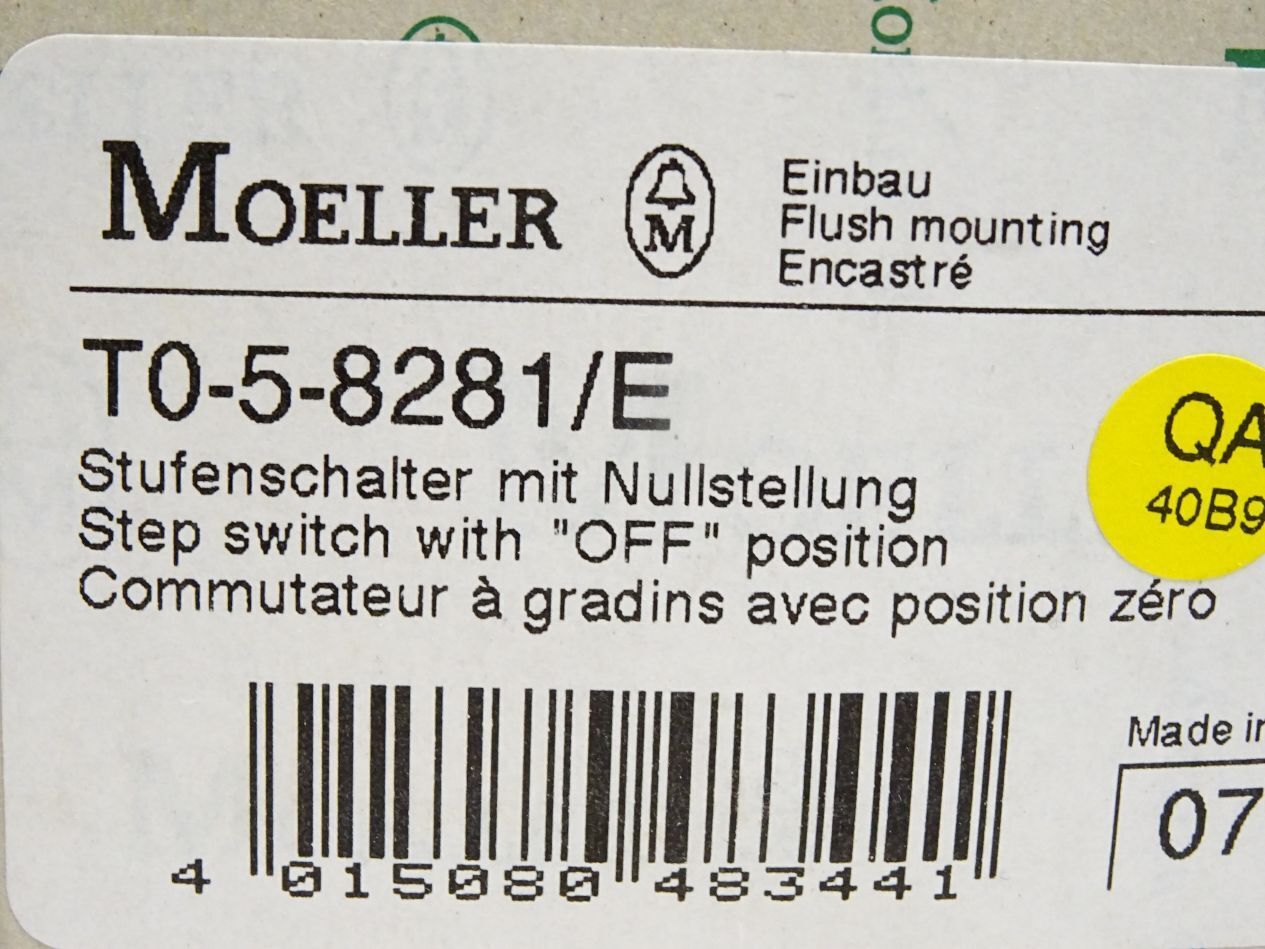 MOELLER
M
Einbau
Flush mounting
Encastré
T0-5-8281/E
Stufenschalter mit Nullstellung
Step switch with "OFF" position
Commutateur à gradins avec position zéro
QA
40B9
4 015080 483441
Made in
07